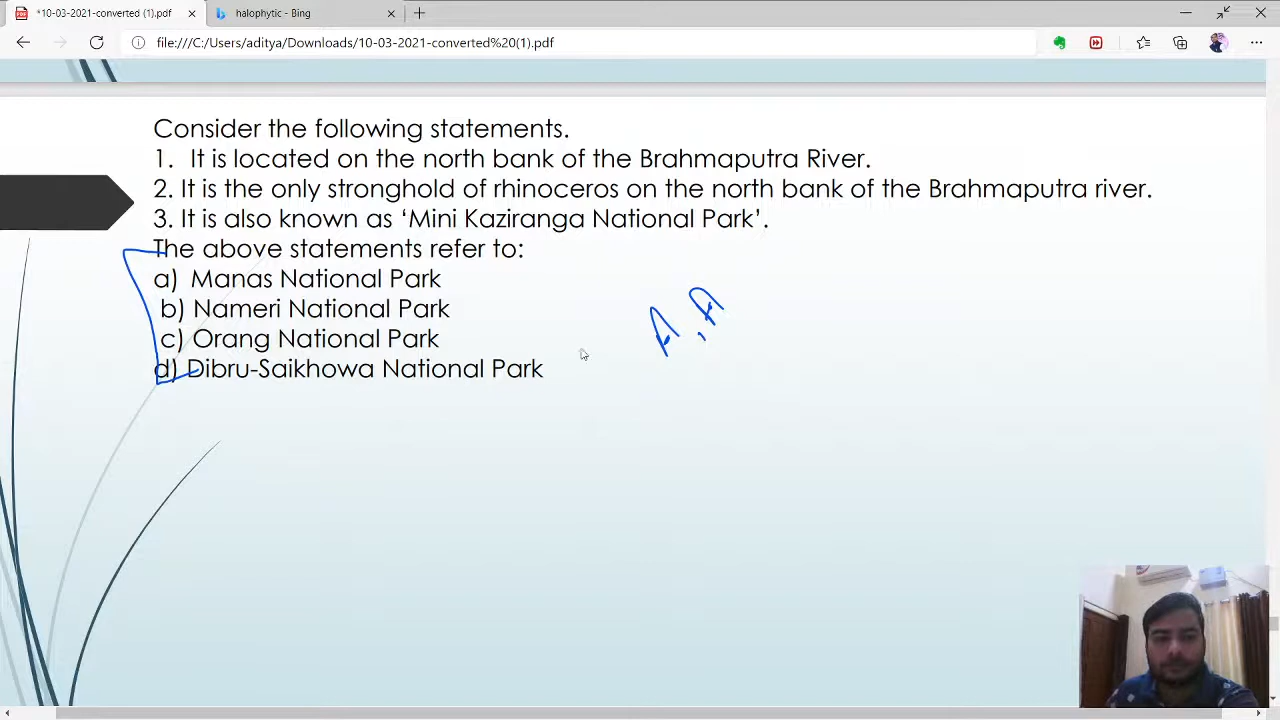 *10-03-2021-converted (1).pdf
halophytic - Bing
file:///C:/Users/aditya/Downloads/10-03-2021-converted%20(1).pdf
Consider the following statements.
1. It is located on the north bank of the Brahmaputra River.
2. It is the only stronghold of rhinoceros on the north bank of the Brahmaputra river.
3. It is also known as ‘Mini Kaziranga National Park’.
The above statements refer to:
a) Manas National Park
b) Nameri National Park
c) Orang National Park
d) Dibru-Saikhowa National Park